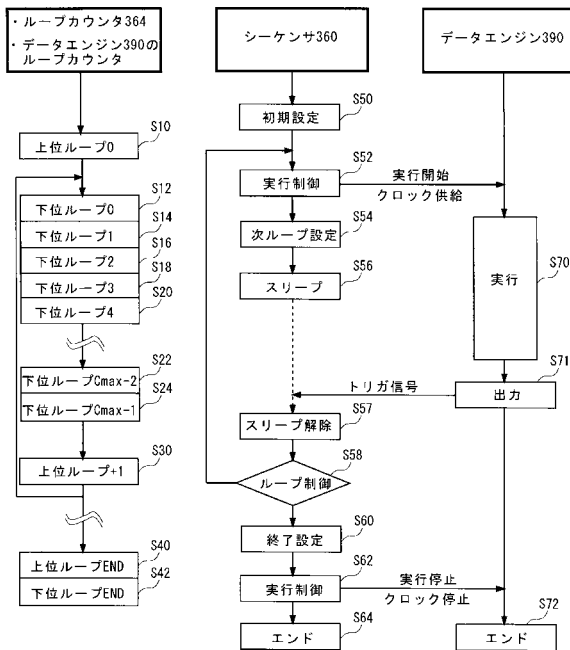 ・ループカウンタ364
・データエンジン390の
ループカウンタ
S10
上位ループ0
S12
下位ループ0
S14
下位ループ1
S16
下位ループ2
S18
下位ループ3
S20
下位ループ4
S22
下位ループCmax-2
S24
下位ループCmax-1
S30
上位ループ+1
S40
上位ループEND
S42
下位ループEND
シーケンサ360
S50
初期設定
S52
実行制御
実行開始
クロック供給
S54
次ループ設定
S56
スリープ
トリガ信号
S57
スリープ解除
S58
ループ制御
S60
終了設定
S62
実行制御
実行停止
クロック停止
S64
エンド
データエンジン390
S70
実行
S71
出力
S72
エンド